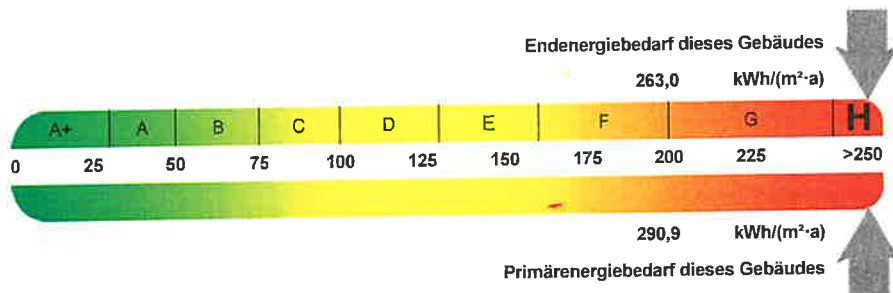 Endenergiebedarf dieses Gebäudes
263,0 kWh/(m²·a)
A+ A B C D E F G H
0 25 50 75 100 125 150 175 200 225 >250
290,9 kWh/(m²·a)
Primärenergiebedarf dieses Gebäudes